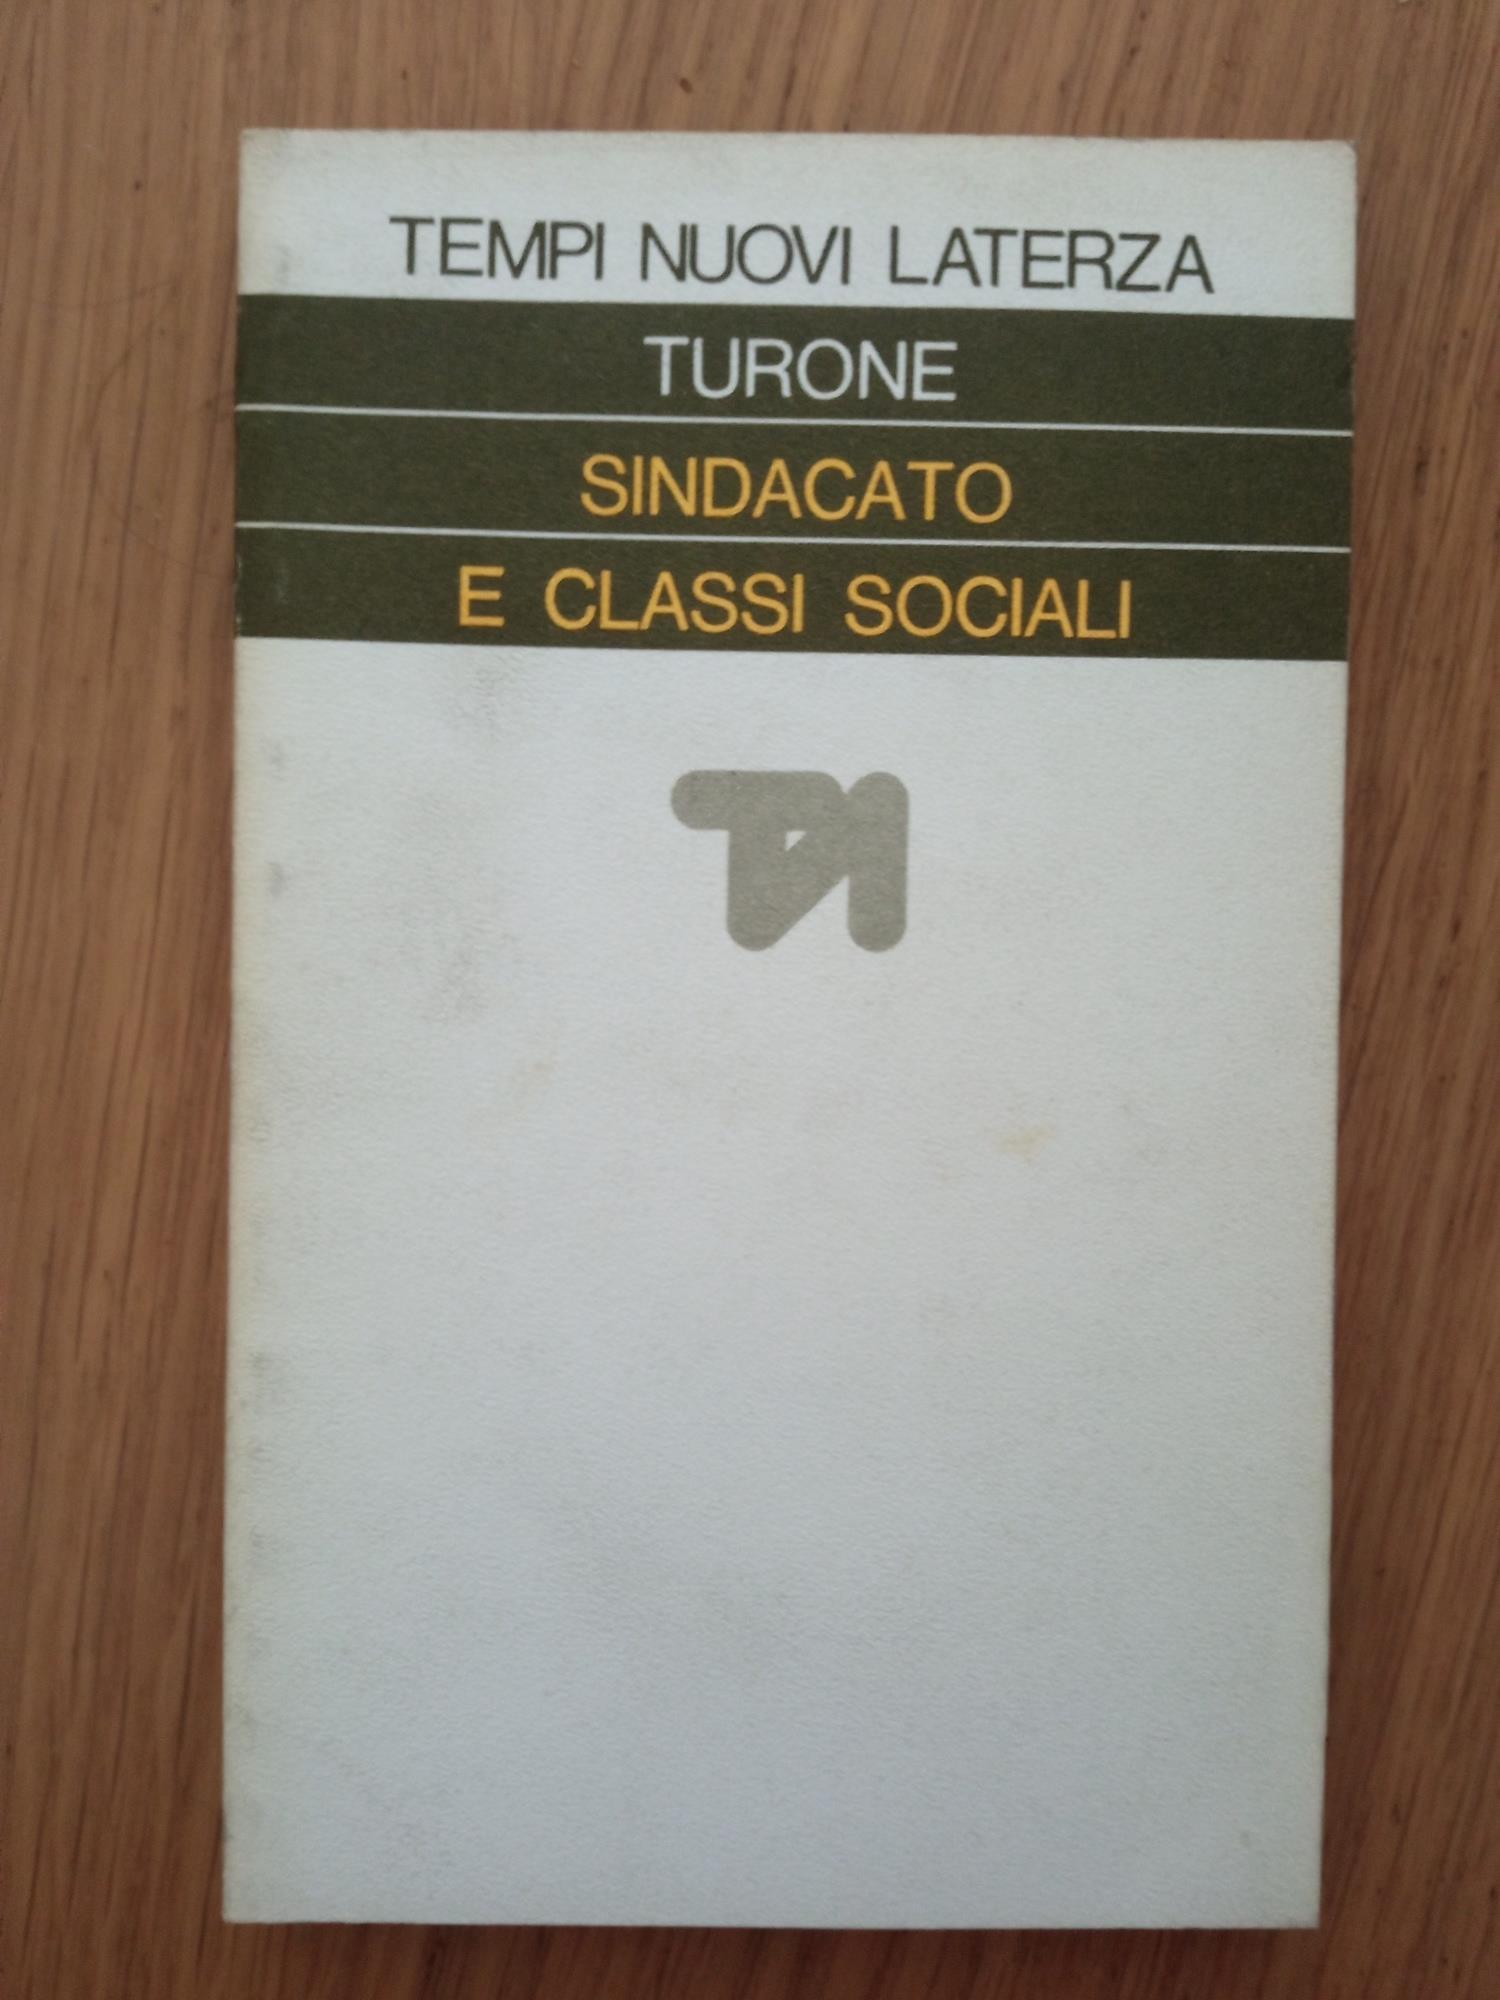 TEMPI NUOVI LATERZA
TURONE
SINDACATO
E CLASSI SOCIALI